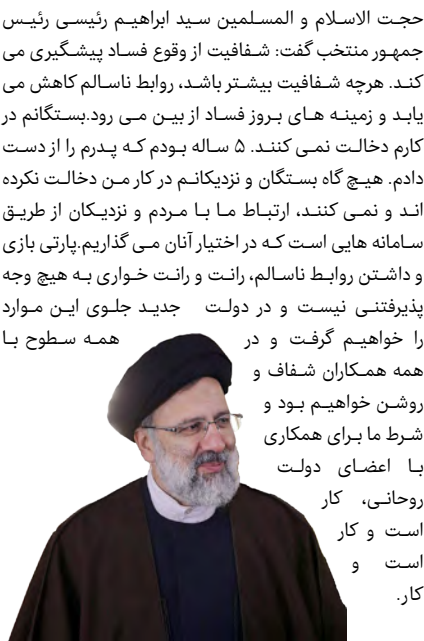 حجت الاسلام و المسلمین سید ابراهیم رئیسی رئیس
جمهور منتخب گفت: شفافیت از وقوع فساد پیشگیری می
کند. هرچه شفافیت بیشتر باشد، روابط ناسالم کاهش می
یابد و زمینه های بروز فساد از بین می رود.بستگانم در
کارم دخالت نمی کنند. ۵ ساله بودم که پدرم را از دست
دادم. هیچ گاه بستگان و نزدیکانم در کار من دخالت نکرده
اند و نمی کنند، ارتباط ما با مردم و نزدیکان از طریق
سامانه هایی است که در اختیار آنان می گذاریم.پارتی بازی
و داشتن روابط ناسالم، رانت و رانت خواری به هیچ وجه
پذیرفتنی نیست و در دولت جدید جلوی این موارد
را خواهیم گرفت و در همه سطوح با
همه همکاران شفاف و
روشن خواهیم بود و
شرط ما برای همکاری
با اعضای دولت
روحانی، کار
است و کار
است و
کار.